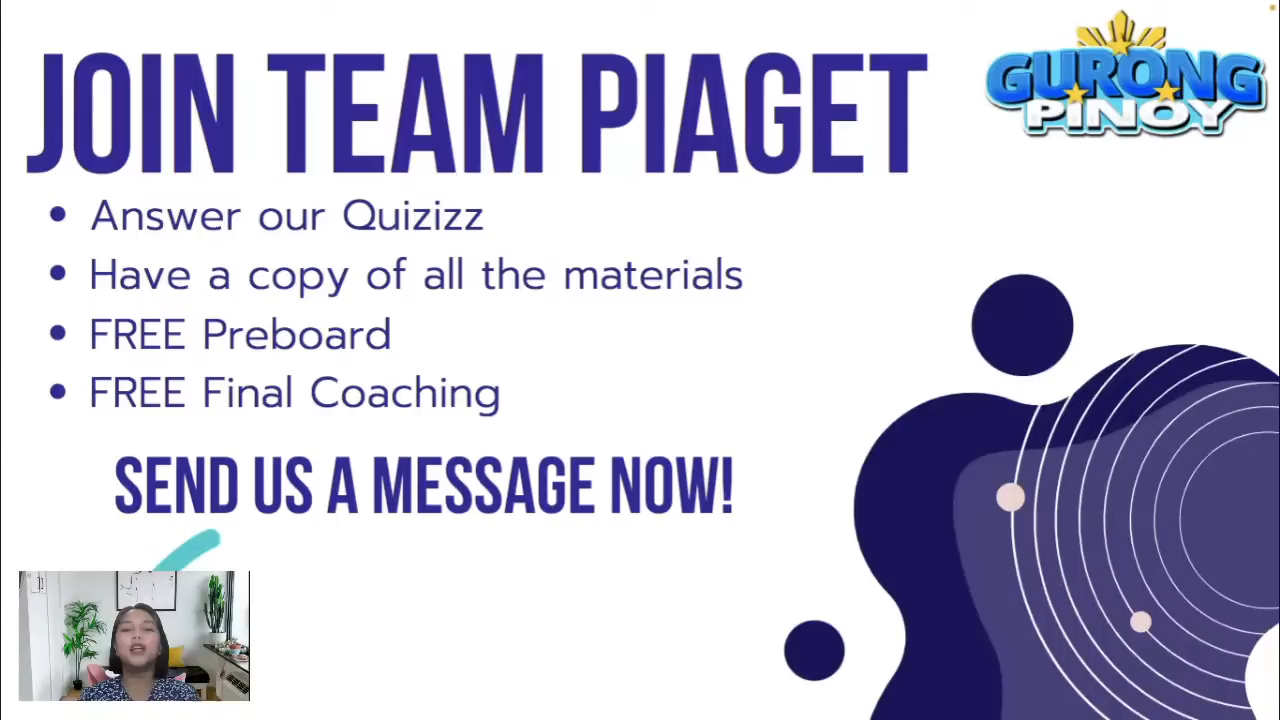 JOIN TEAM PIAGET
GURONG
PINOY
• Answer our Quizizz
• Have a copy of all the materials
• FREE Preboard
• FREE Final Coaching
SEND US A MESSAGE NOW!